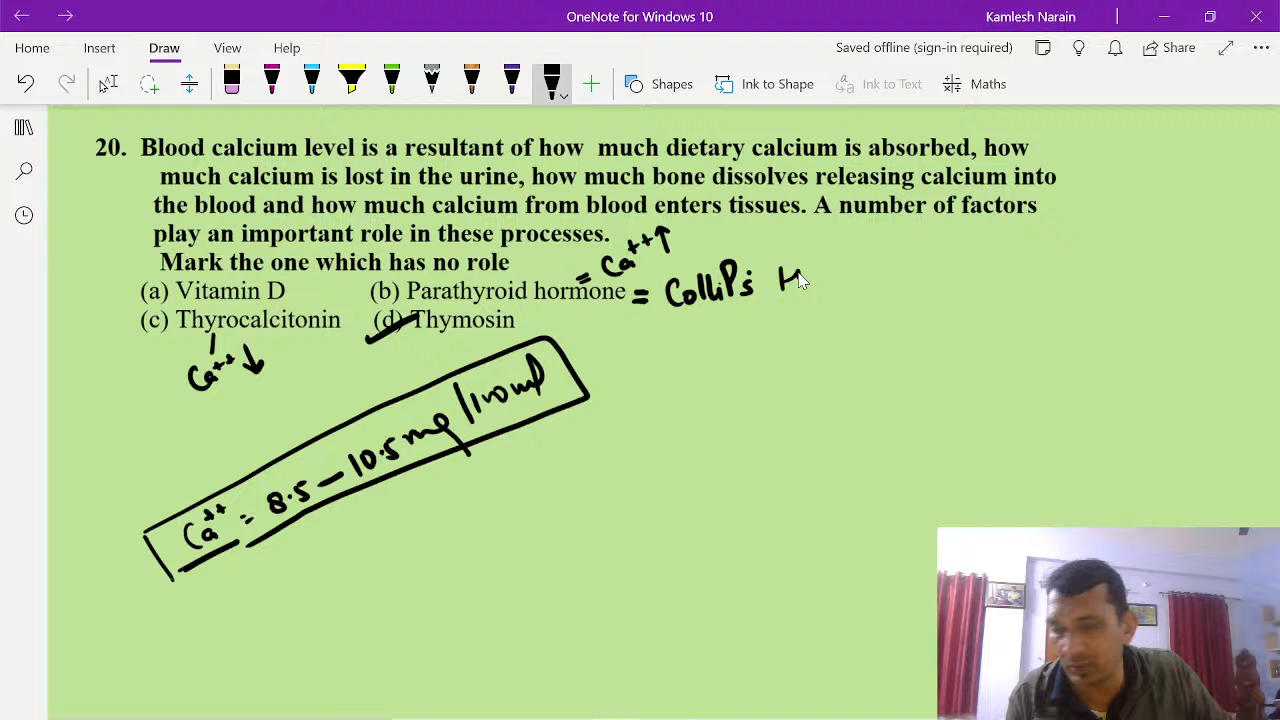 OneNote for Windows 10
Kamlesh Narain
Home Insert Draw View Help
Saved offline (sign-in required)
Share
Shapes
Ink to Shape
Ink to Text
Maths
20. Blood calcium level is a resultant of how much dietary calcium is absorbed, how
much calcium is lost in the urine, how much bone dissolves releasing calcium into
the blood and how much calcium from blood enters tissues. A number of factors
play an important role in these processes.
Mark the one which has no role
= Ca++ ↑
(a) Vitamin D (b) Parathyroid hormone = Collip's H
(c) Thyrocalcitonin (d) Thymosin
Ca++ ↓
Ca++ = 8.5 – 10.5 mg/100ml